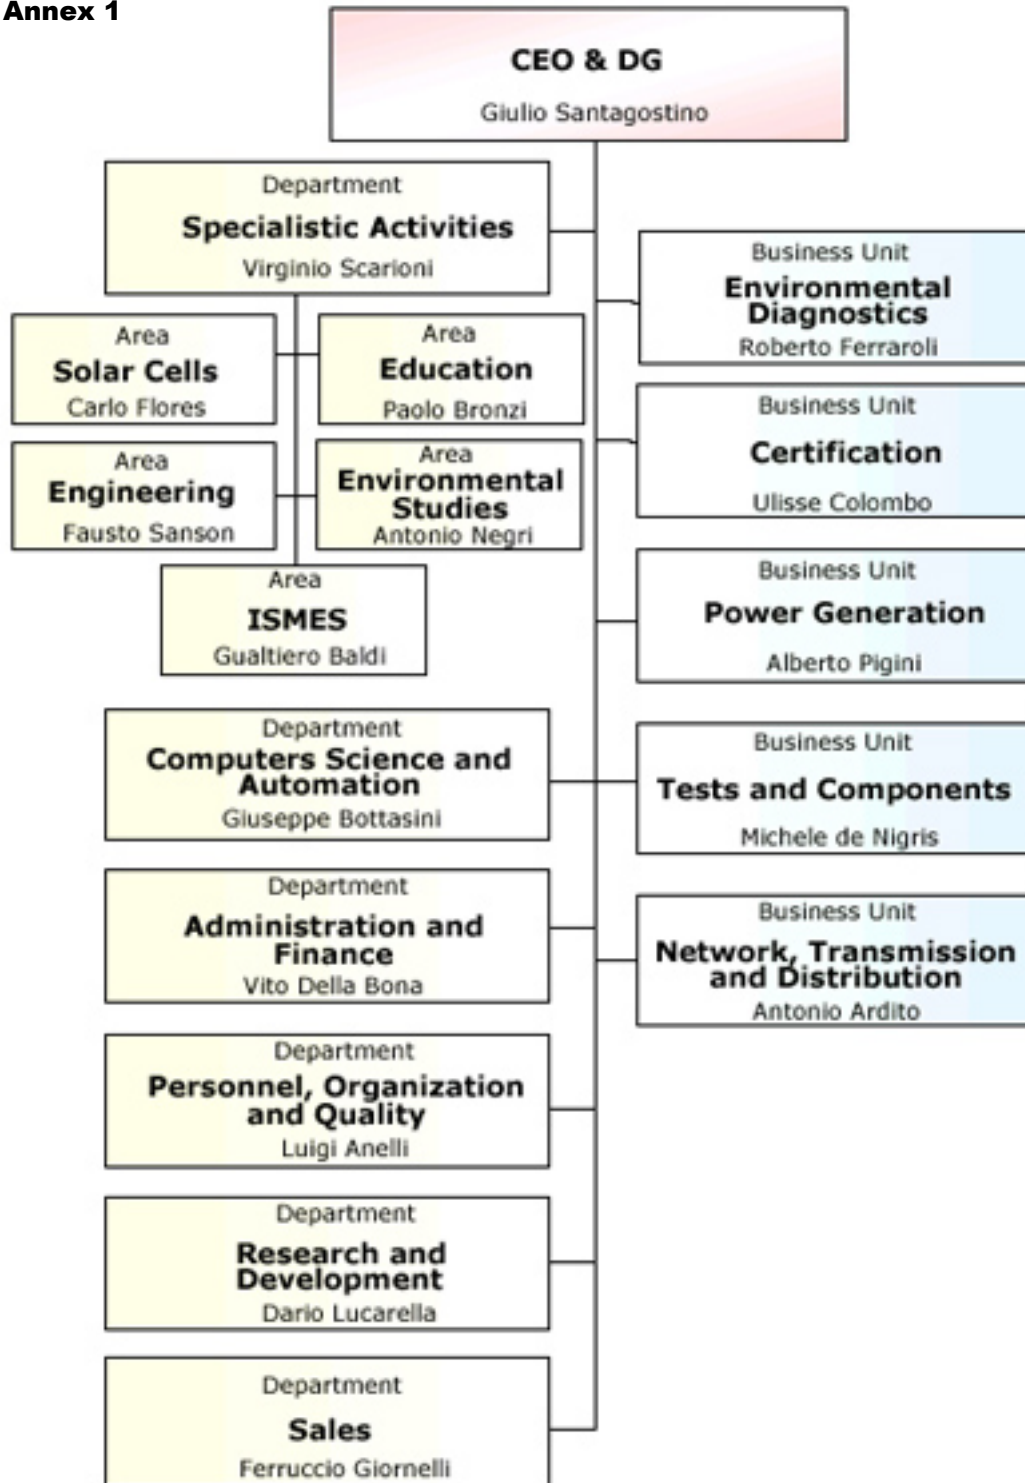 Annex 1
CEO & DG
Giulio Santagostino
Department
Specialistic Activities
Virginio Scarioni
Area
Solar Cells
Carlo Flores
Area
Education
Paolo Bronzi
Area
Engineering
Fausto Sanson
Area
Environmental
Studies
Antonio Negri
Area
ISMES
Gualtiero Baldi
Department
Computers Science and
Automation
Giuseppe Bottasini
Department
Administration and
Finance
Vito Della Bona
Department
Personnel, Organization
and Quality
Luigi Anelli
Department
Research and
Development
Dario Lucarella
Department
Sales
Ferruccio Giornelli
Business Unit
Environmental
Diagnostics
Roberto Ferraroli
Business Unit
Certification
Ulisse Colombo
Business Unit
Power Generation
Alberto Pigini
Business Unit
Tests and Components
Michele de Nigris
Business Unit
Network, Transmission
and Distribution
Antonio Ardito